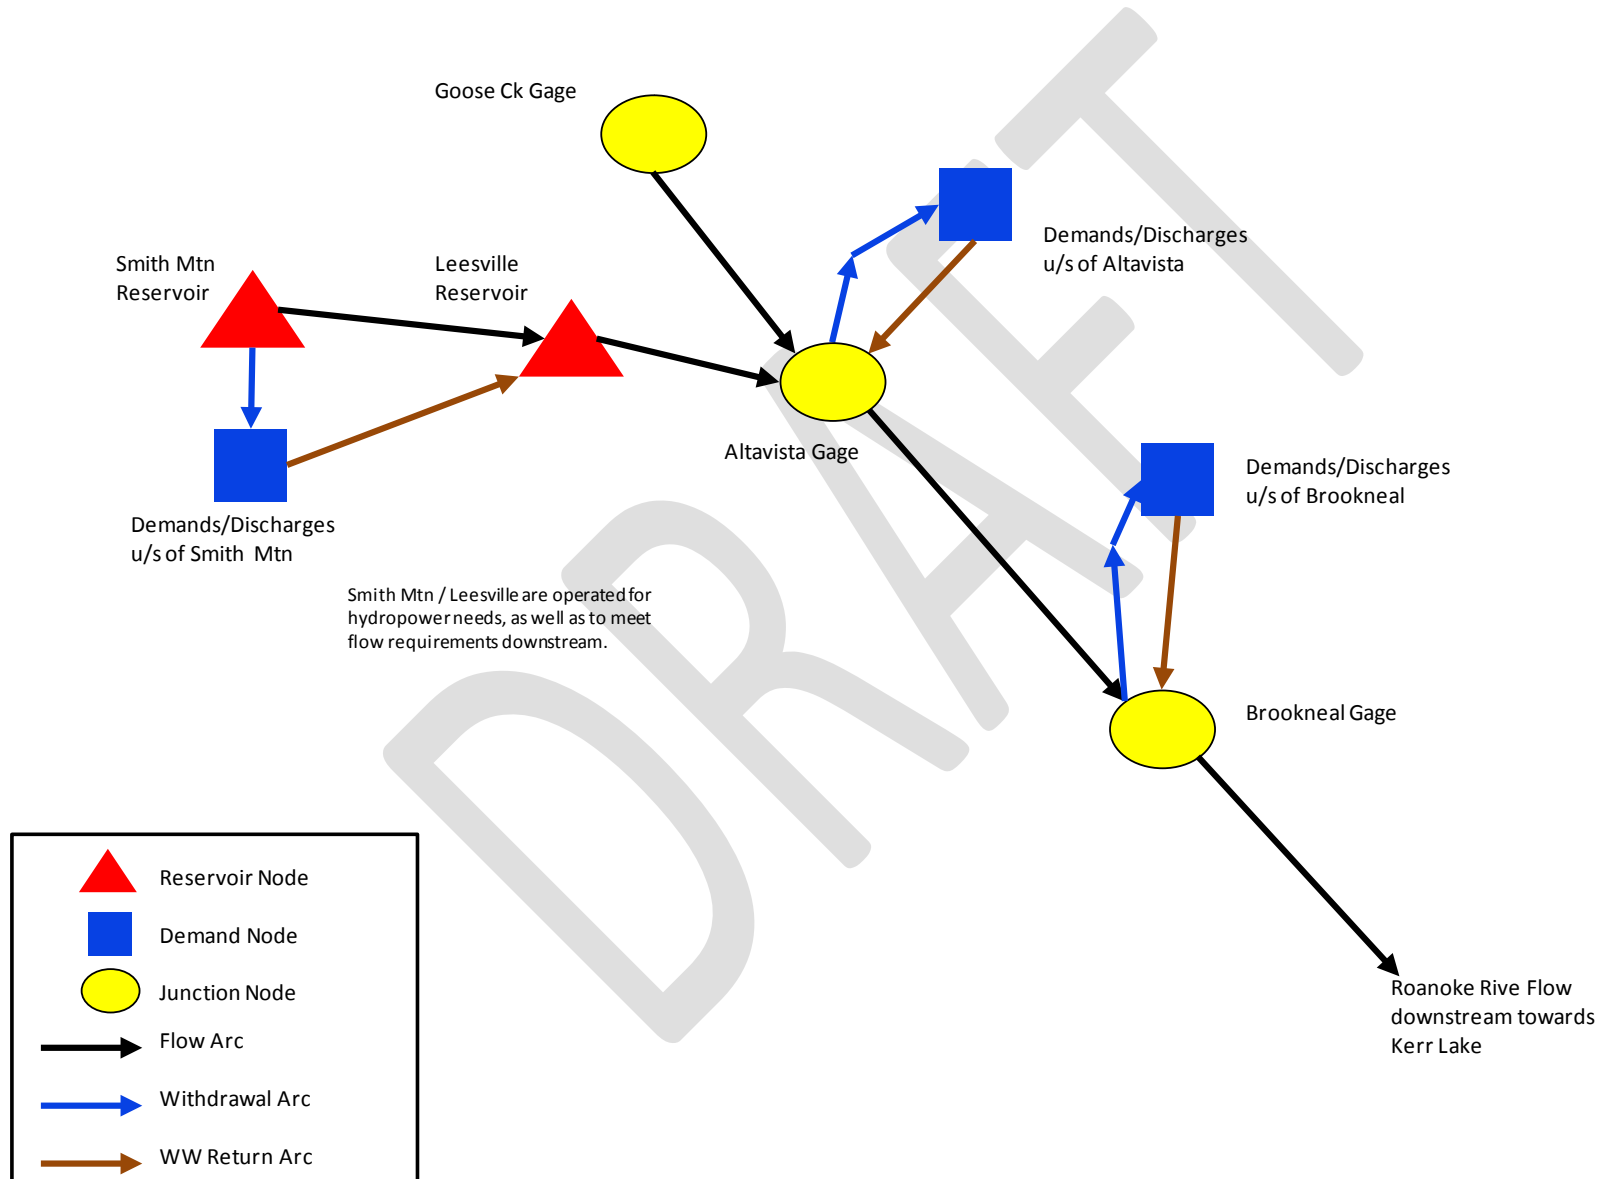 Goose Ck Gage
Smith Mtn
Reservoir
Leesville
Reservoir
Demands/Discharges
u/s of Altavista
Altavista Gage
Demands/Discharges
u/s of Smith Mtn
Demands/Discharges
u/s of Brookneal
Smith Mtn / Leesville are operated for
hydropower needs, as well as to meet
flow requirements downstream.
Brookneal Gage
Roanoke Rive Flow
downstream towards
Kerr Lake
Reservoir Node
Demand Node
Junction Node
Flow Arc
Withdrawal Arc
WW Return Arc
DRAFT